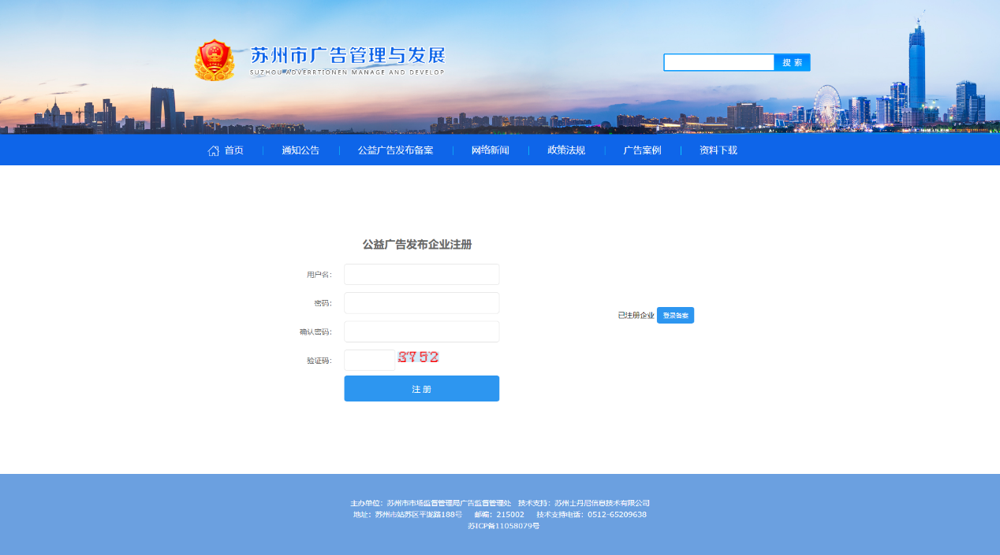 苏州市广告管理与发展
SUZHOU ADVERRTIONEN MANAGE AND DEVELOP
搜 索
首页
通知公告
公益广告发布备案
网络新闻
政策法规
广告案例
资料下载
公益广告发布企业注册
用户名：
密码：
已注册企业 登录备案
确认密码：
验证码： 3752
注 册
主办单位：苏州市市场监督管理局广告监督管理处 技术支持：苏州士丹尼信息技术有限公司
地址：苏州市姑苏区平泷路188号 邮编：215002 技术支持电话：0512-65209638
苏ICP备11058079号